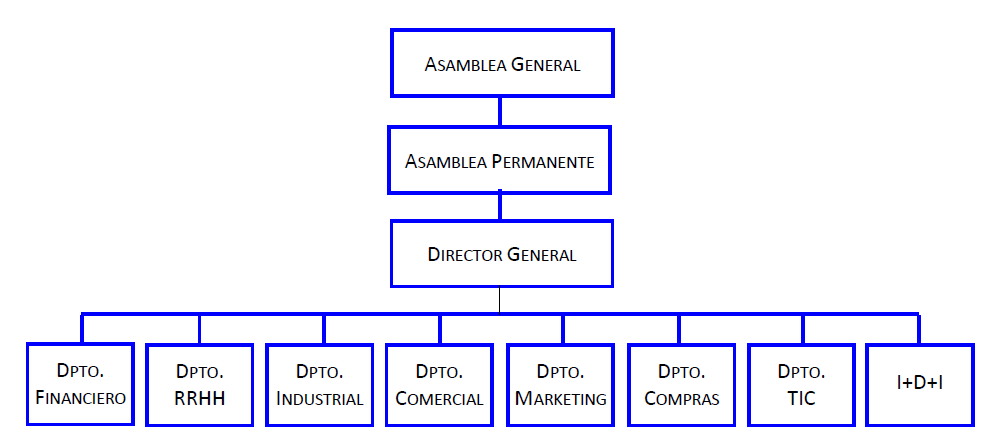 ASAMBLEA GENERAL
ASAMBLEA PERMANENTE
DIRECTOR GENERAL
DPTO.
FINANCIERO
DPTO.
RRHH
DPTO.
INDUSTRIAL
DPTO.
COMERCIAL
DPTO.
MARKETING
DPTO.
COMPRAS
DPTO.
TIC
I+D+I